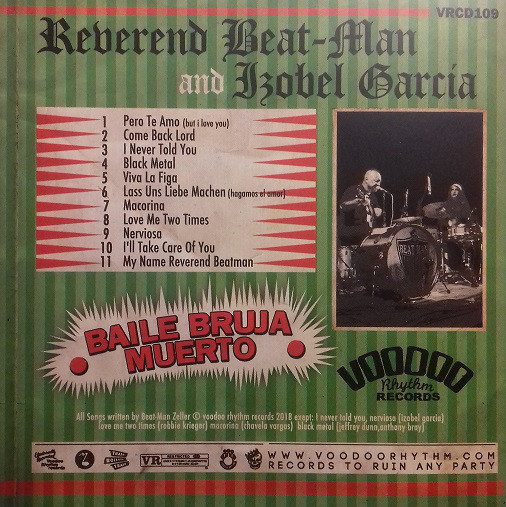 VRCD109
Reverend Beat-Man
and Izobel Garcia
1 Pero Te Amo (but i love you)
2 Come Back Lord
3 I Never Told You
4 Black Metal
5 Viva La Figa
6 Lass Uns Liebe Machen (hagamos el amor)
7 Macorina
8 Love Me Two Times
9 Nerviosa
10 I'll Take Care Of You
11 My Name Reverend Beatman
BAILE BRUJA
MUERTO
VOODOO
Rhythm
RECORDS
All Songs written by Beat-Man Zeller © voodoo rhythm records 2018 exept: I never told you, nerviosa (izobel garcia)
love me two times (robbie krieger) macorina (chavela vargas) black metal (jeffrey dunn,anthony bray)
VR
WWW.VOODOORHYTHM.COM
RECORDS TO RUIN ANY PARTY